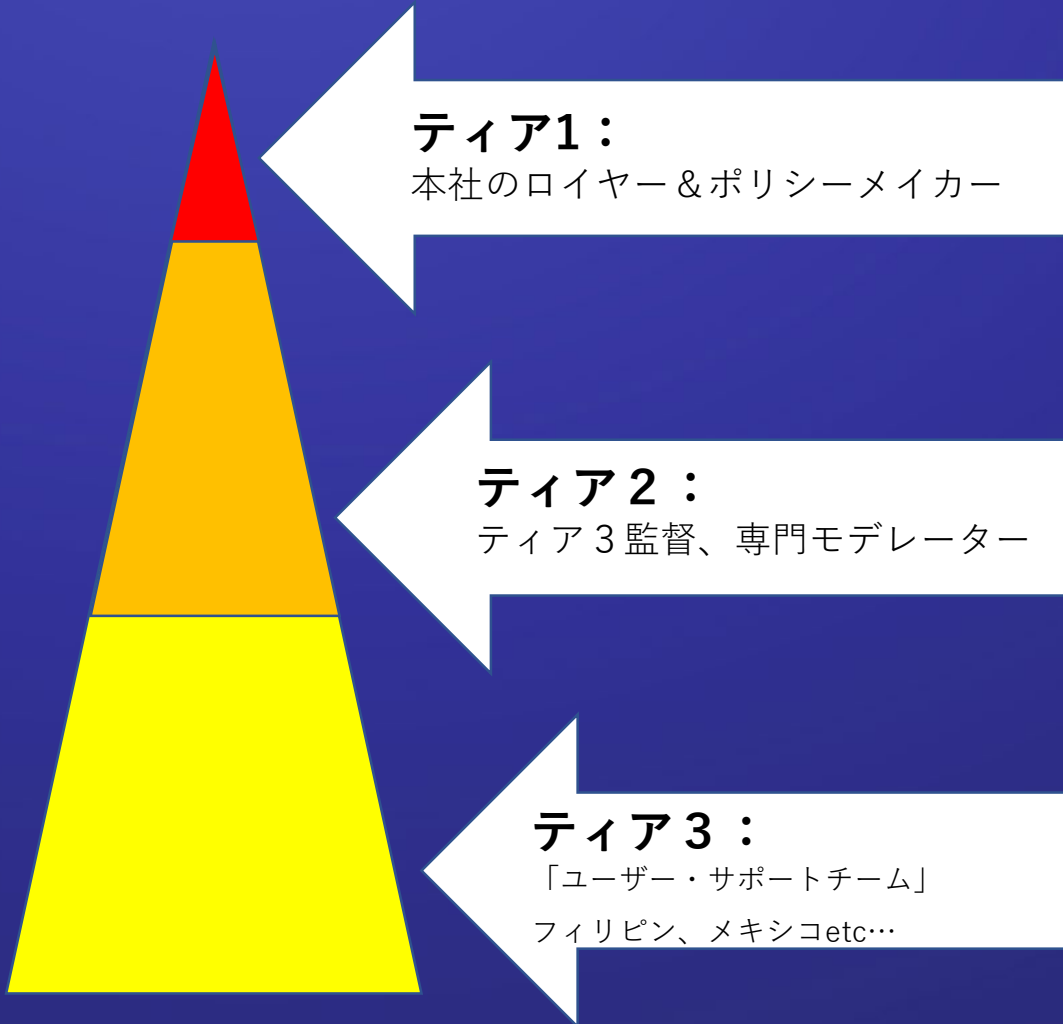 ティア1：
本社のロイヤー＆ポリシーメイカー
ティア２：
ティア３監督、専門モデレーター
ティア３：
「ユーザー・サポートチーム」
フィリピン、メキシコetc…